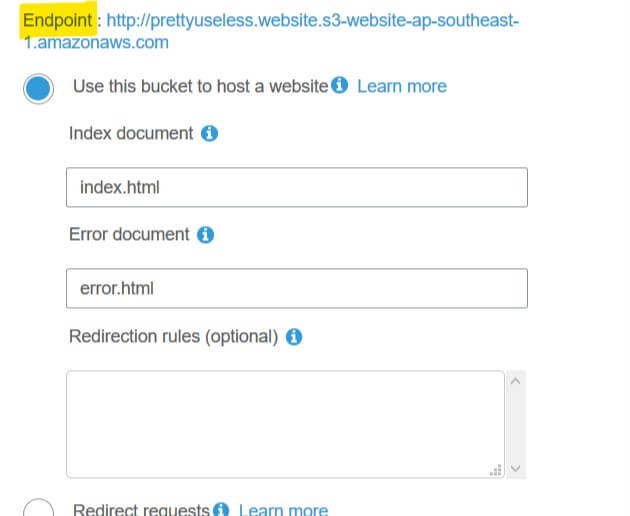 Endpoint : http://prettyuseless.website.s3-website-ap-southeast-
1.amazonaws.com
Use this bucket to host a website Learn more
Index document
index.html
Error document
error.html
Redirection rules (optional)
Redirect requests Learn more